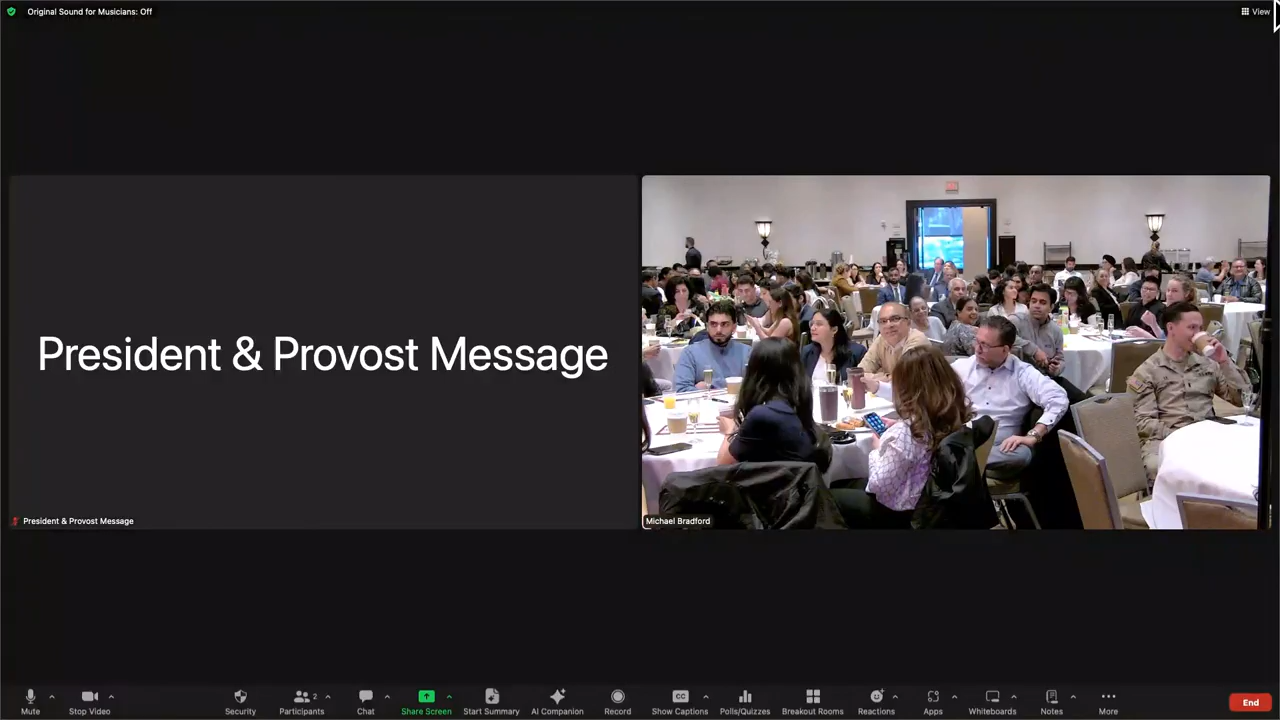 Original Sound for Musicians: Off
View
President & Provost Message
President & Provost Message
Michael Bradford
Mute
Stop Video
Security
Participants
2
Chat
Share Screen
Start Summary
AI Companion
Record
CC
Show Captions
Polls/Quizzes
Breakout Rooms
Reactions
Apps
Whiteboards
Notes
More
End